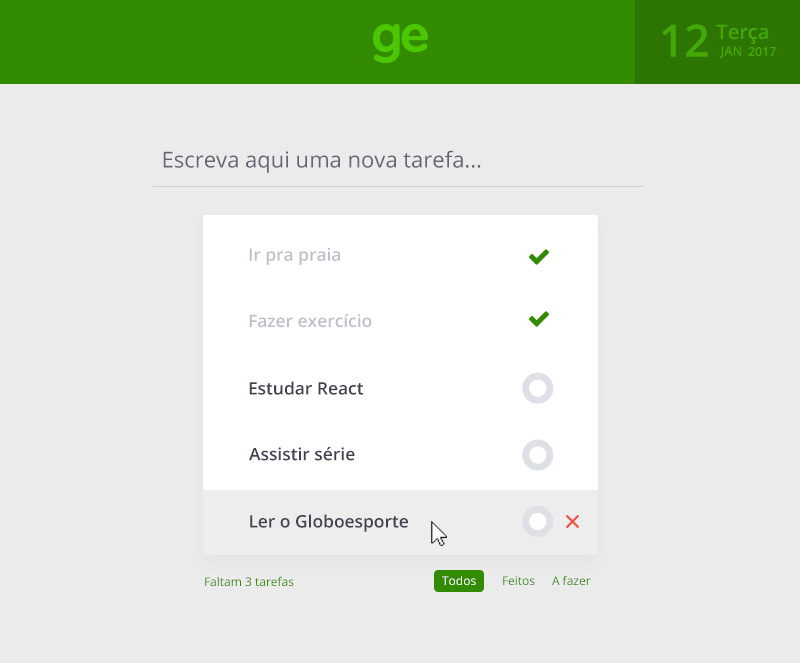 ge
12
Terça
JAN 2017
Escreva aqui uma nova tarefa...
Ir pra praia
Fazer exercício
Estudar React
Assistir série
Ler o Globoesporte
Faltam 3 tarefas
Todos Feitos A fazer